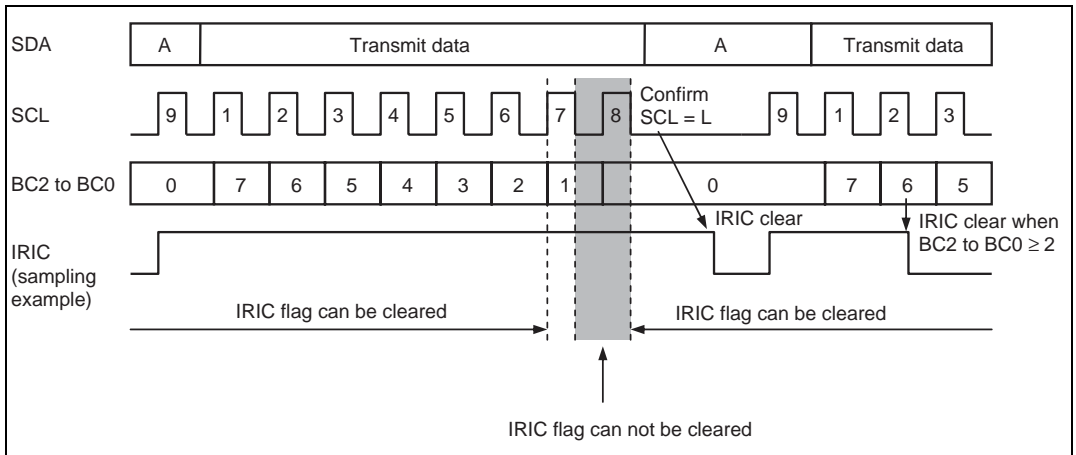 SDA A Transmit data A Transmit data
SCL 9 1 2 3 4 5 6 7 8 9 1 2 3
Confirm
SCL = L
BC2 to BC0 0 7 6 5 4 3 2 1 0 7 6 5
IRIC
(sampling
example)
IRIC clear
IRIC clear when
BC2 to BC0 ≥ 2
IRIC flag can be cleared
IRIC flag can be cleared
IRIC flag can not be cleared